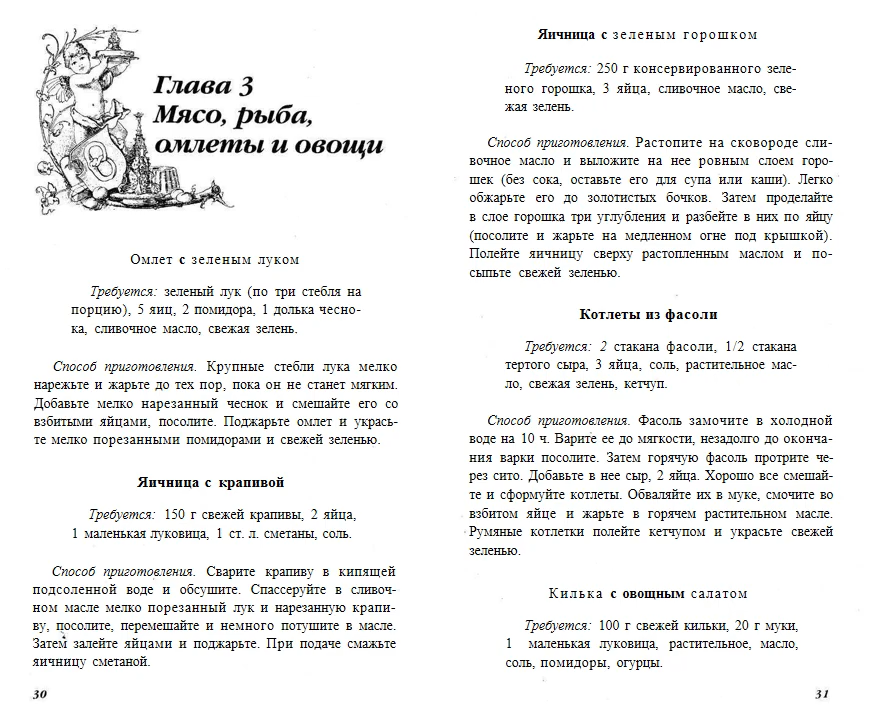 Глава 3
Мясо, рыба,
омлеты и овощи
Омлет с зеленым луком
Требуется: зеленый лук (по три стебля на
порцию), 5 яиц, 2 помидора, 1 долька чесно-
ка, сливочное масло, свежая зелень.
Способ приготовления. Крупные стебли лука мелко
нарежьте и жарьте до тех пор, пока он не станет мягким.
Добавьте мелко нарезанный чеснок и смешайте его со
взбитыми яйцами, посолите. Поджарьте омлет и укрась-
те мелко порезанными помидорами и свежей зеленью.
Яичница с крапивой
Требуется: 150 г свежей крапивы, 2 яйца,
1 маленькая луковица, 1 ст. л. сметаны, соль.
Способ приготовления. Сварите крапиву в кипящей
подсоленной воде и обсушите. Спассеруйте в сливоч-
ном масле мелко порезанный лук и нарезанную крапи-
ву, посолите, перемешайте и немного потушите в масле.
Затем залейте яйцами и поджарьте. При подаче смажьте
яичницу сметаной.
30
Яичница с зеленым горошком
Требуется: 250 г консервированного зеле-
ного горошка, 3 яйца, сливочное масло, све-
жая зелень.
Способ приготовления. Растопите на сковороде сли-
вочное масло и выложите на нее ровным слоем горо-
шек (без сока, оставьте его для супа или каши). Легко
обжарьте его до золотистых бочков. Затем проделайте
в слое горошка три углубления и разбейте в них по яйцу
(посолите и жарьте на медленном огне под крышкой).
Полейте яичницу сверху растопленным маслом и по-
сыпьте свежей зеленью.
Котлеты из фасоли
Требуется: 2 стакана фасоли, 1/2 стакана
тертого сыра, 3 яйца, соль, растительное мас-
ло, свежая зелень, кетчуп.
Способ приготовления. Фасоль замочите в холодной
воде на 10 ч. Варите ее до мягкости, незадолго до оконча-
ния варки посолите. Затем горячую фасоль протрите че-
рез сито. Добавьте в нее сыр, 2 яйца. Хорошо все смешай-
те и сформуйте котлеты. Обваляйте их в муке, смочите во
взбитом яйце и жарьте в горячем растительном масле.
Румяные котлетки полейте кетчупом и украсьте свежей
зеленью.
Килька с овощным салатом
Требуется: 100 г свежей кильки, 20 г муки,
1 маленькая луковица, растительное, масло,
соль, помидоры, огурцы.
31